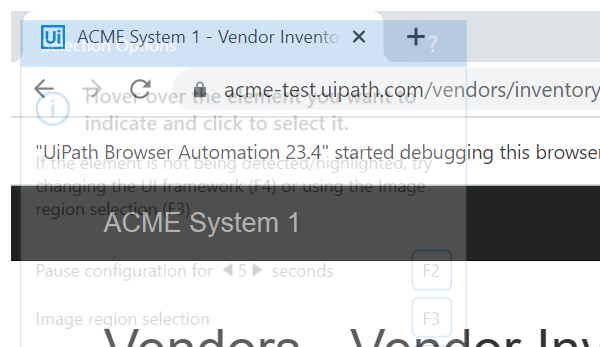 Ui ACME System 1 - Vendor Invento
Selection Options ?
acme-test.uipath.com/vendors/inventory
Hover over the element you want to
indicate and click to select it.
"UiPath Browser Automation 23.4" started debugging this browser
If the element is not being detected/highlighted, try
changing the UI framework (F4) or using the Image
region selection (F3)
ACME System 1
Pause configuration for 5 seconds F2
Image region selection F3
Vendors - Vendor Inv